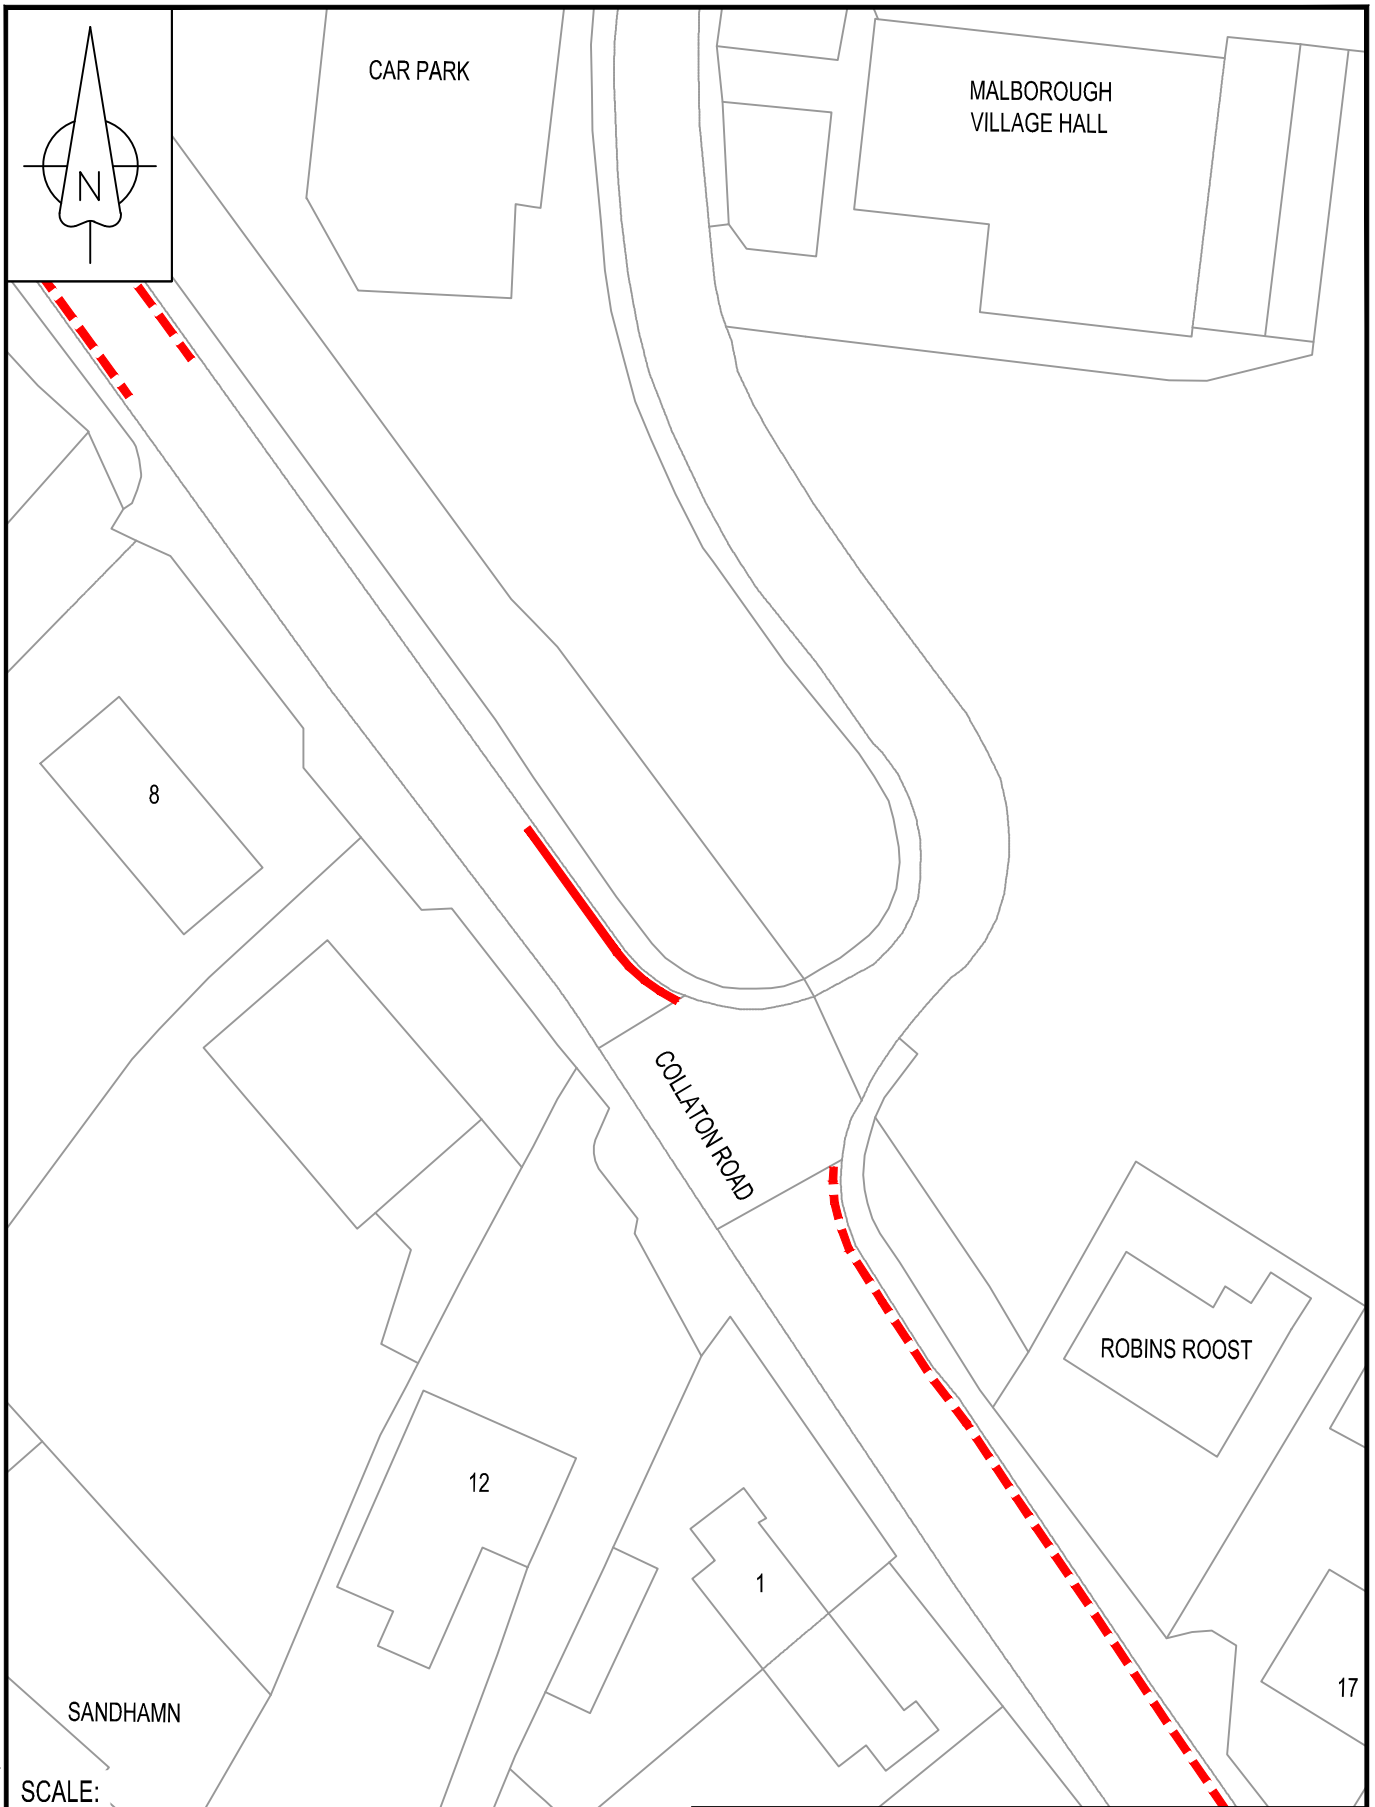 CAR PARK
MALBOROUGH
VILLAGE HALL
N
8
COLLATON ROAD
ROBINS ROOST
12
1
17
SANDHAMN
SCALE: